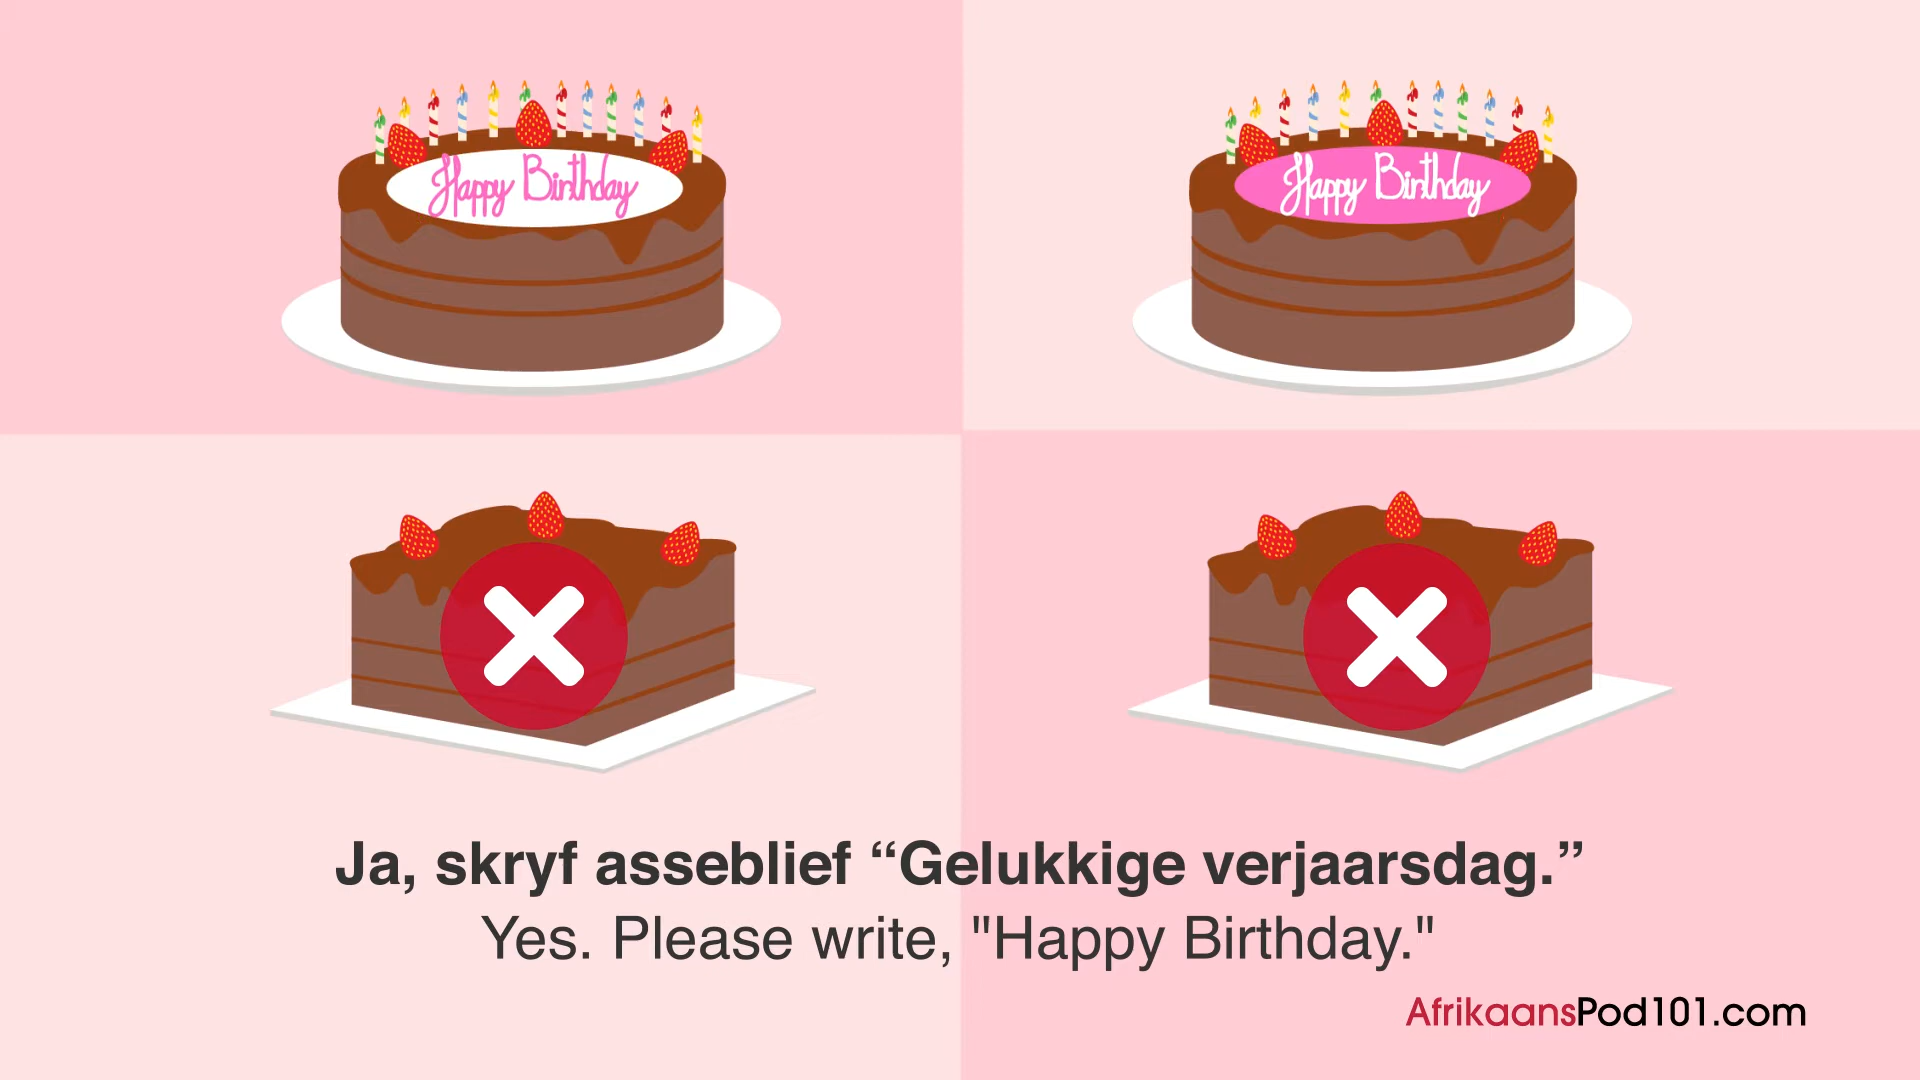 Happy Birthday
Happy Birthday
Ja, skryf asseblief “Gelukkige verjaarsdag.”
Yes. Please write, "Happy Birthday."
AfrikaansPod101.com